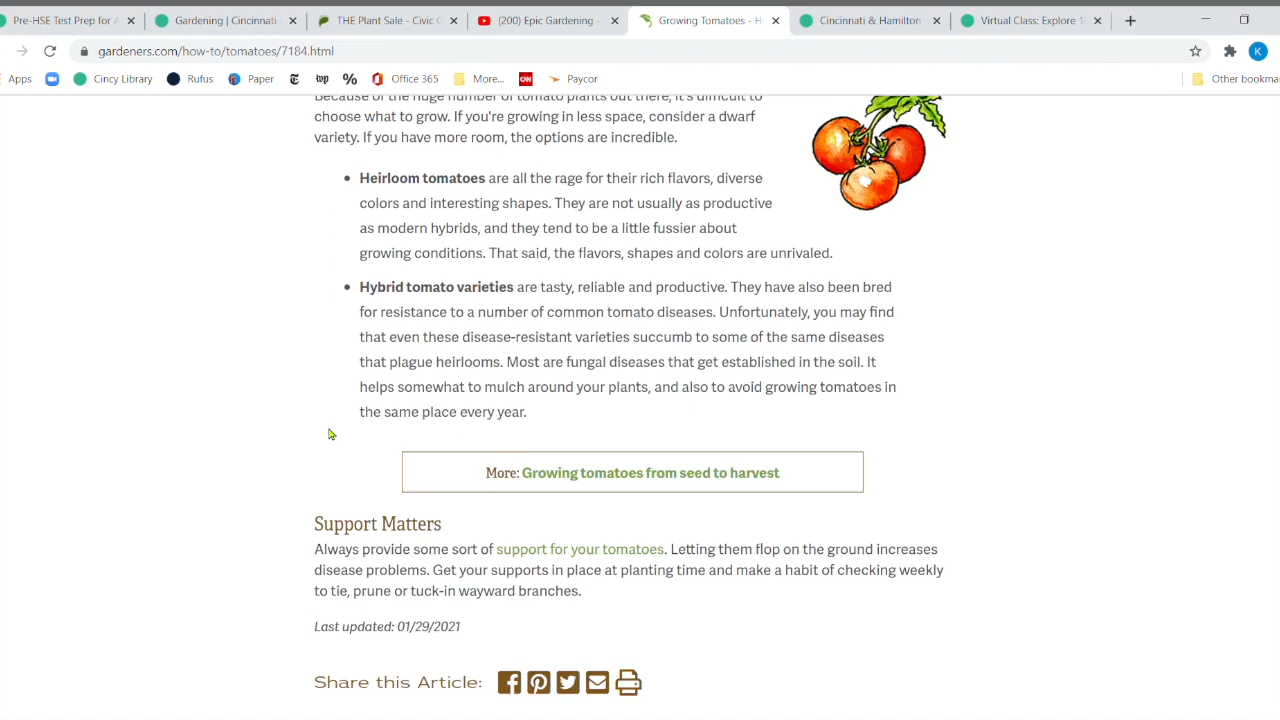 Pre-HSE Test Prep for A
Gardening | Cincinnati
THE Plant Sale - Civic G
(200) Epic Gardening -
Growing Tomatoes - H
Cincinnati & Hamilton
Virtual Class: Explore 1
gardeners.com/how-to/tomatoes/7184.html
K
Apps
Cincy Library
Rufus
Paper
wp
%
Office 365
More...
CNN
Paycor
Other bookma
Because of the huge number of tomato plants out there, it's difficult to
choose what to grow. If you're growing in less space, consider a dwarf
variety. If you have more room, the options are incredible.
Heirloom tomatoes are all the rage for their rich flavors, diverse
colors and interesting shapes. They are not usually as productive
as modern hybrids, and they tend to be a little fussier about
growing conditions. That said, the flavors, shapes and colors are unrivaled.
Hybrid tomato varieties are tasty, reliable and productive. They have also been bred
for resistance to a number of common tomato diseases. Unfortunately, you may find
that even these disease-resistant varieties succumb to some of the same diseases
that plague heirlooms. Most are fungal diseases that get established in the soil. It
helps somewhat to mulch around your plants, and also to avoid growing tomatoes in
the same place every year.
More: Growing tomatoes from seed to harvest
Support Matters
Always provide some sort of support for your tomatoes. Letting them flop on the ground increases
disease problems. Get your supports in place at planting time and make a habit of checking weekly
to tie, prune or tuck-in wayward branches.
Last updated: 01/29/2021
Share this Article: